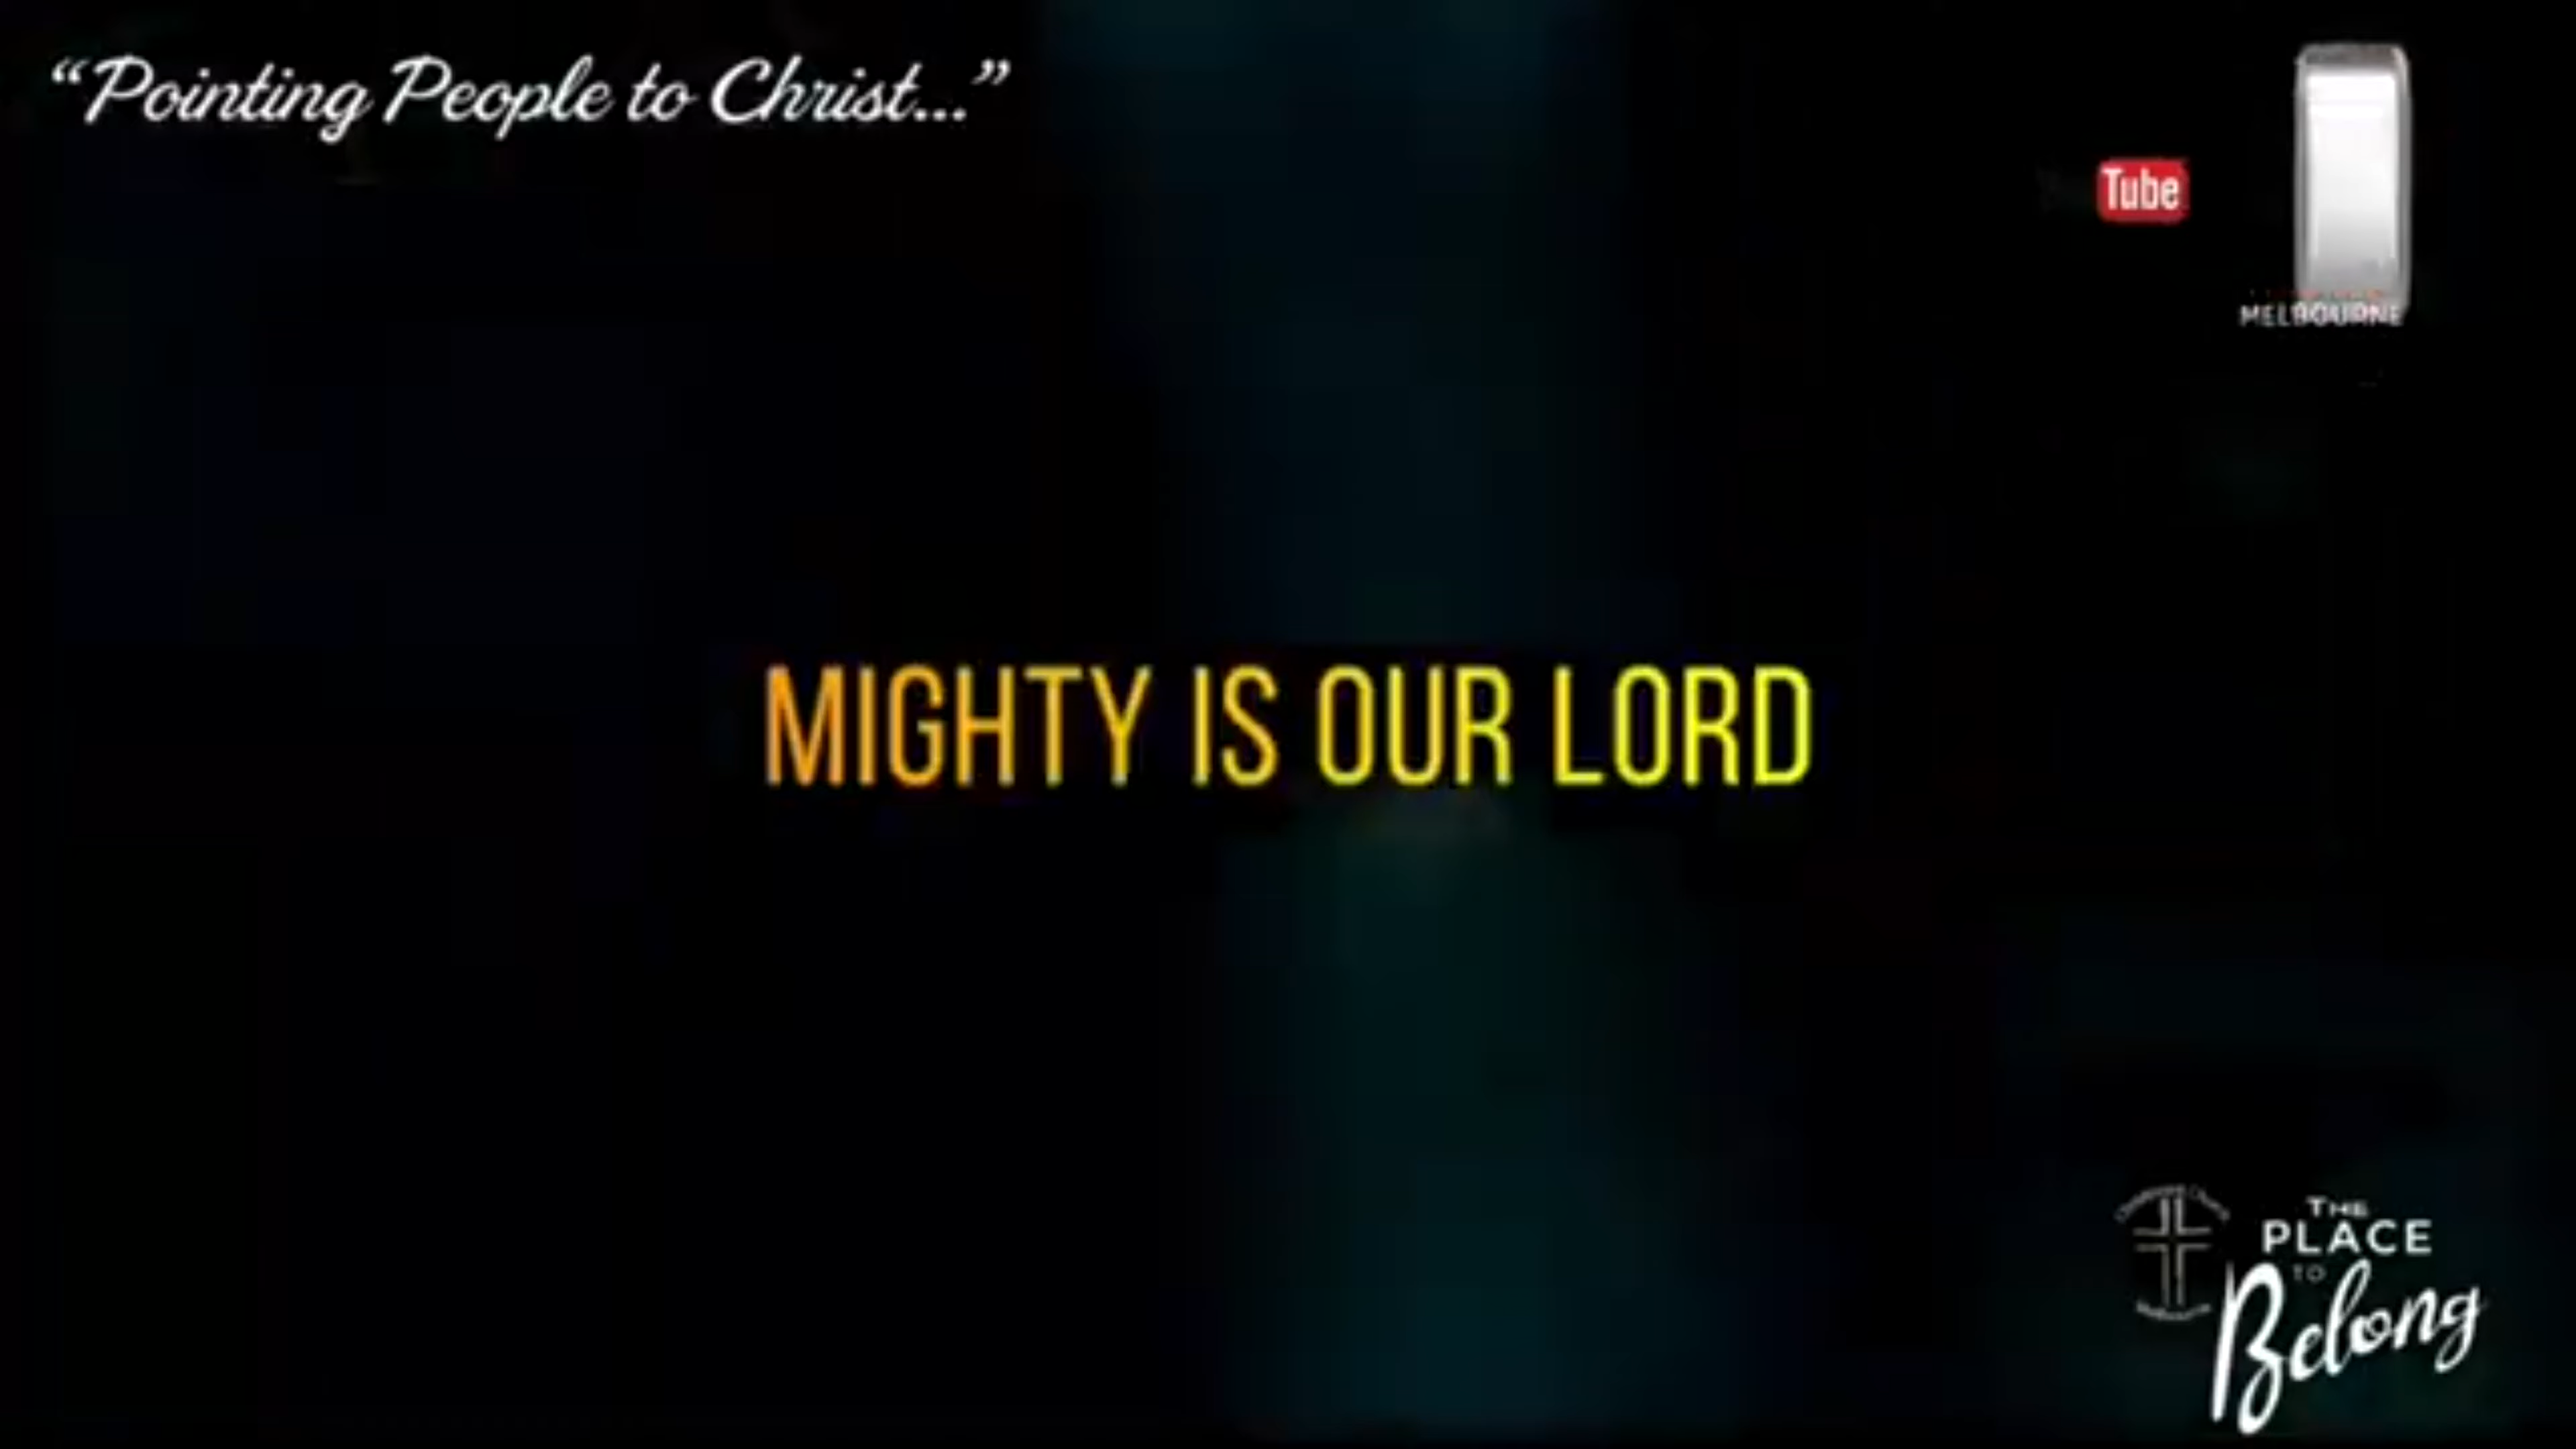 “Pointing People to Christ...”
Tube
MELBOURNE
MIGHTY IS OUR LORD
THE
PLACE
TO
Belong